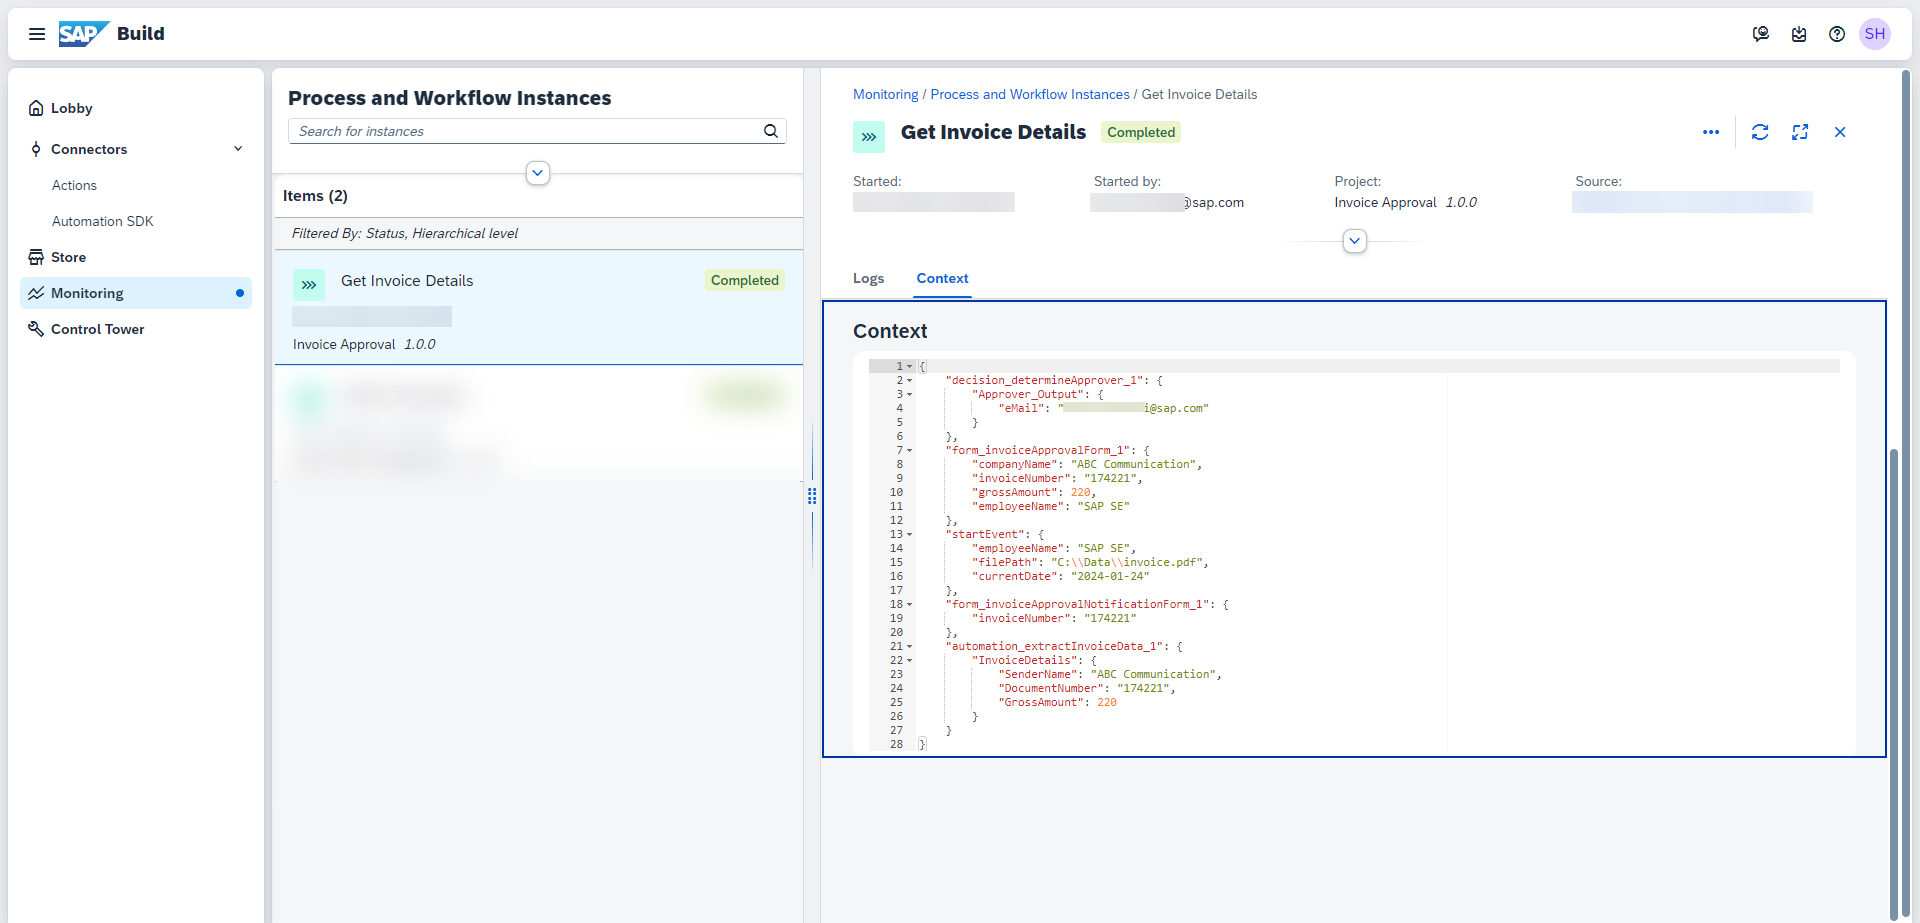 SAP Build
SH
Lobby
Connectors
Actions
Automation SDK
Store
Monitoring
Control Tower
Process and Workflow Instances
Search for instances
Items (2)
Filtered By: Status, Hierarchical level
Get Invoice Details
Completed
Invoice Approval 1.0.0
Monitoring / Process and Workflow Instances / Get Invoice Details
Get Invoice Details Completed
Started:
Started by:
@sap.com
Project:
Invoice Approval 1.0.0
Source:
Logs Context
Context
1 {
2 "decision_determineApprover_1": {
3 "Approver_Output": {
4 "eMail": "i@sap.com"
5 }
6 },
7 "form_invoiceApprovalForm_1": {
8 "companyName": "ABC Communication",
9 "invoiceNumber": "174221",
10 "grossAmount": 220,
11 "employeeName": "SAP SE"
12 },
13 "startEvent": {
14 "employeeName": "SAP SE",
15 "filePath": "C:\\Data\\invoice.pdf",
16 "currentDate": "2024-01-24"
17 },
18 "form_invoiceApprovalNotificationForm_1": {
19 "invoiceNumber": "174221"
20 },
21 "automation_extractInvoiceData_1": {
22 "InvoiceDetails": {
23 "SenderName": "ABC Communication",
24 "DocumentNumber": "174221",
25 "GrossAmount": 220
26 }
27 }
28 }